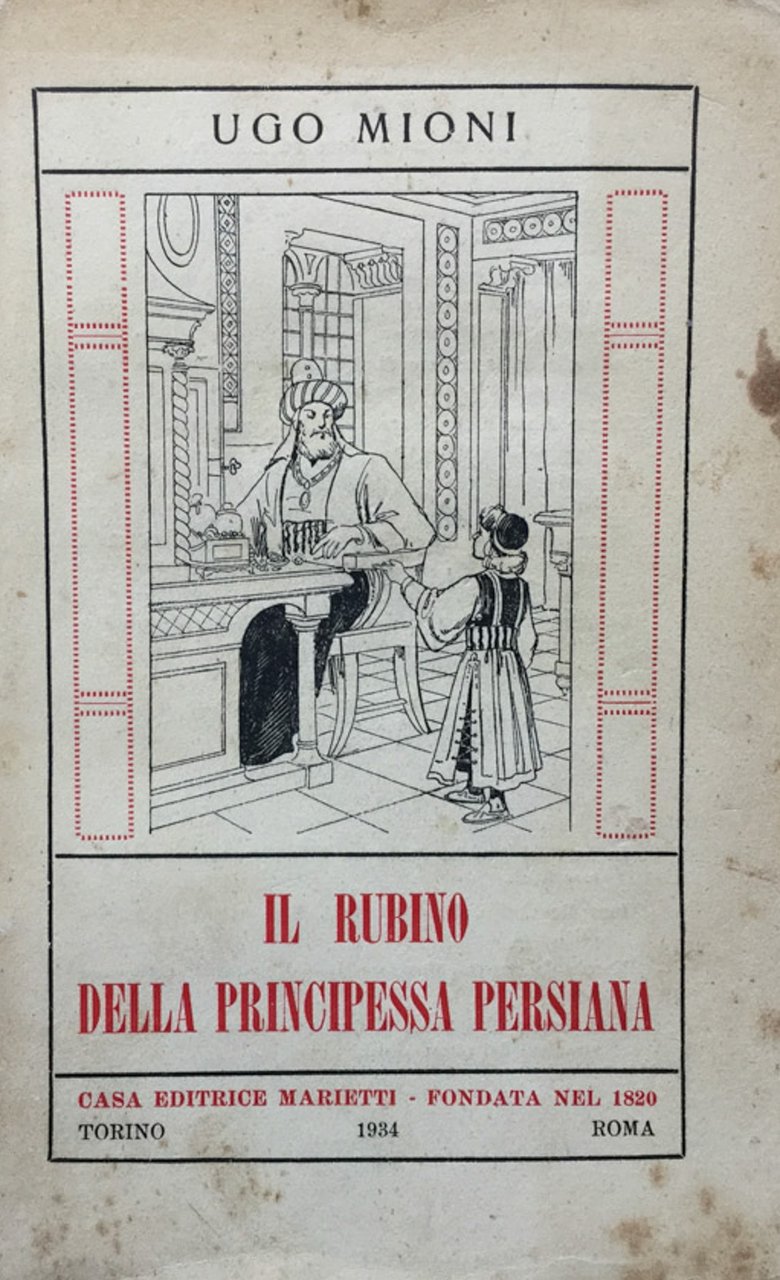 UGO MIONI
IL RUBINO
DELLA PRINCIPESSA PERSIANA
CASA EDITRICE MARIETTI - FONDATA NEL 1820
TORINO 1934 ROMA